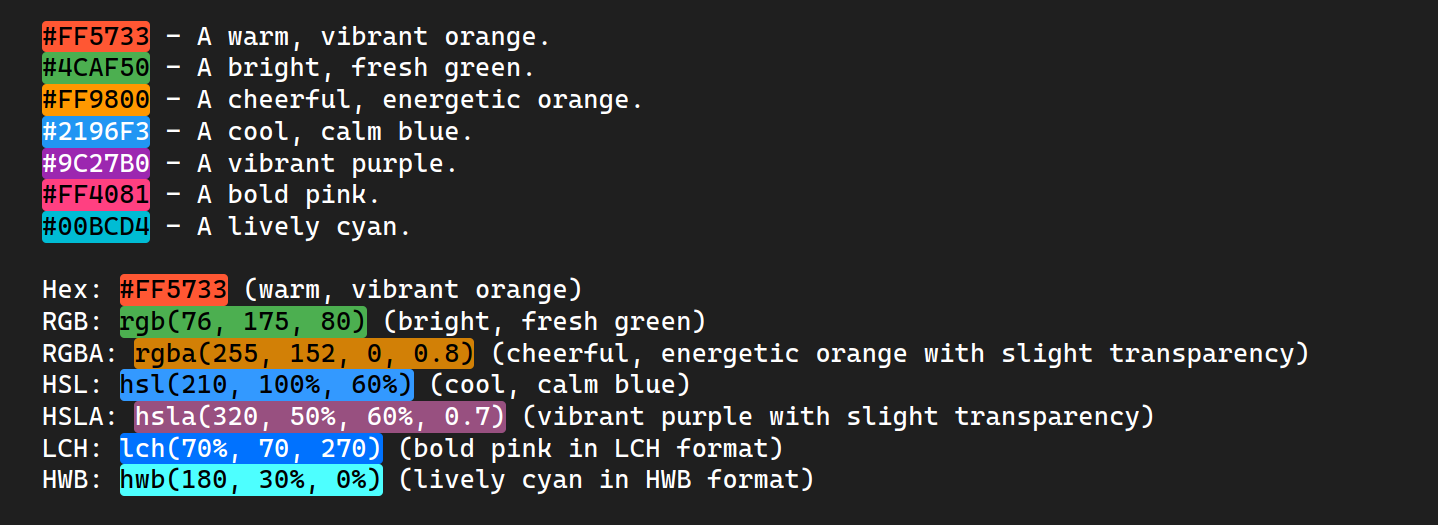 #FF5733 – A warm, vibrant orange.
#4CAF50 – A bright, fresh green.
#FF9800 – A cheerful, energetic orange.
#2196F3 – A cool, calm blue.
#9C27B0 – A vibrant purple.
#FF4081 – A bold pink.
#00BCD4 – A lively cyan.
Hex: #FF5733 (warm, vibrant orange)
RGB: rgb(76, 175, 80) (bright, fresh green)
RGBA: rgba(255, 152, 0, 0.8) (cheerful, energetic orange with slight transparency)
HSL: hsl(210, 100%, 60%) (cool, calm blue)
HSLA: hsla(320, 50%, 60%, 0.7) (vibrant purple with slight transparency)
LCH: lch(70%, 70, 270) (bold pink in LCH format)
HWB: hwb(180, 30%, 0%) (lively cyan in HWB format)